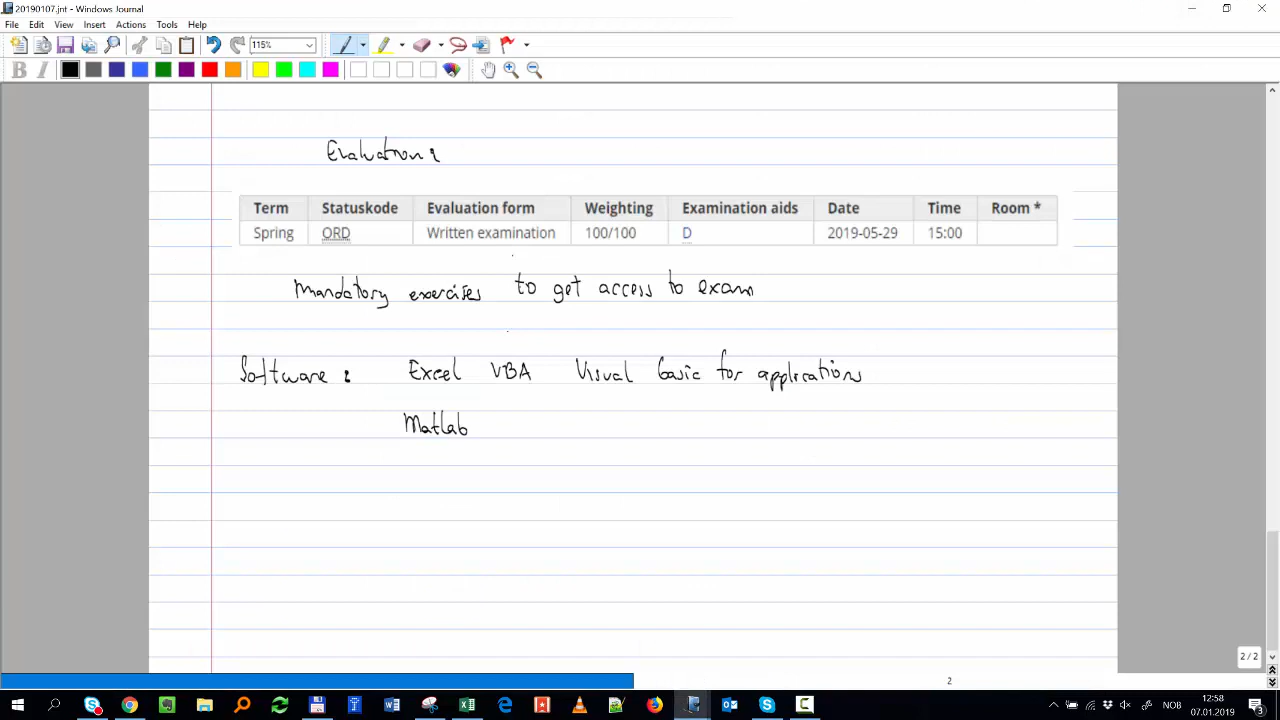 20190107.jnt - Windows Journal
File Edit View Insert Actions Tools Help
115%
B I
Evaluation:
Term Statuskode Evaluation form Weighting Examination aids Date Time Room *
Spring ORD Written examination 100/100 D 2019-05-29 15:00
Mandatory exercises to get access to exam
Software: Excel VBA Visual basic for applications
Matlab
2 / 2
2
12:58
NOB
07.01.2019
3